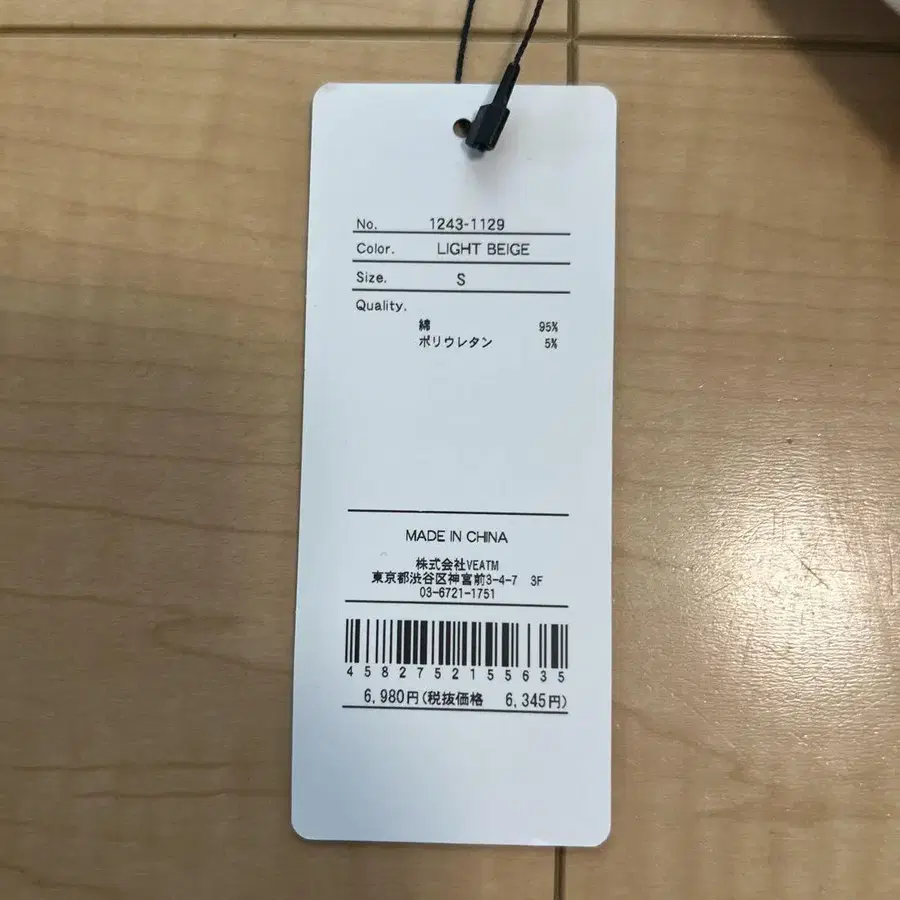 No. 1243-1129
Color. LIGHT BEIGE
Size. S
Quality.
綿 95%
ポリウレタン 5%
MADE IN CHINA
株式会社VEATM
東京都渋谷区神宮前3-4-7 3F
03-6721-1751
4582752155635
6,980円(税抜価格 6,345円)